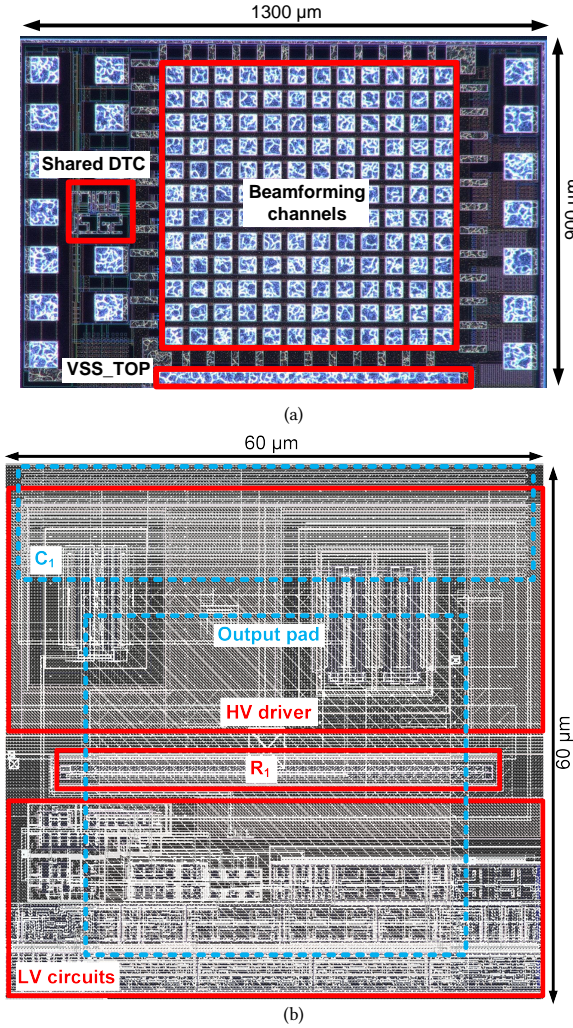 1300 µm
900 µm
Shared DTC
Beamforming
channels
VSS_TOP
(a)
60 µm
60 µm
C₁
Output pad
HV driver
R₁
LV circuits
(b)